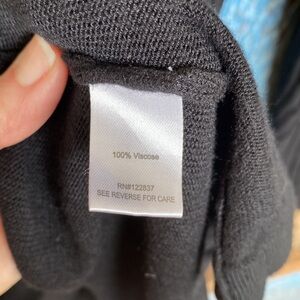 100% Viscose
RN#122837
SEE REVERSE FOR CARE